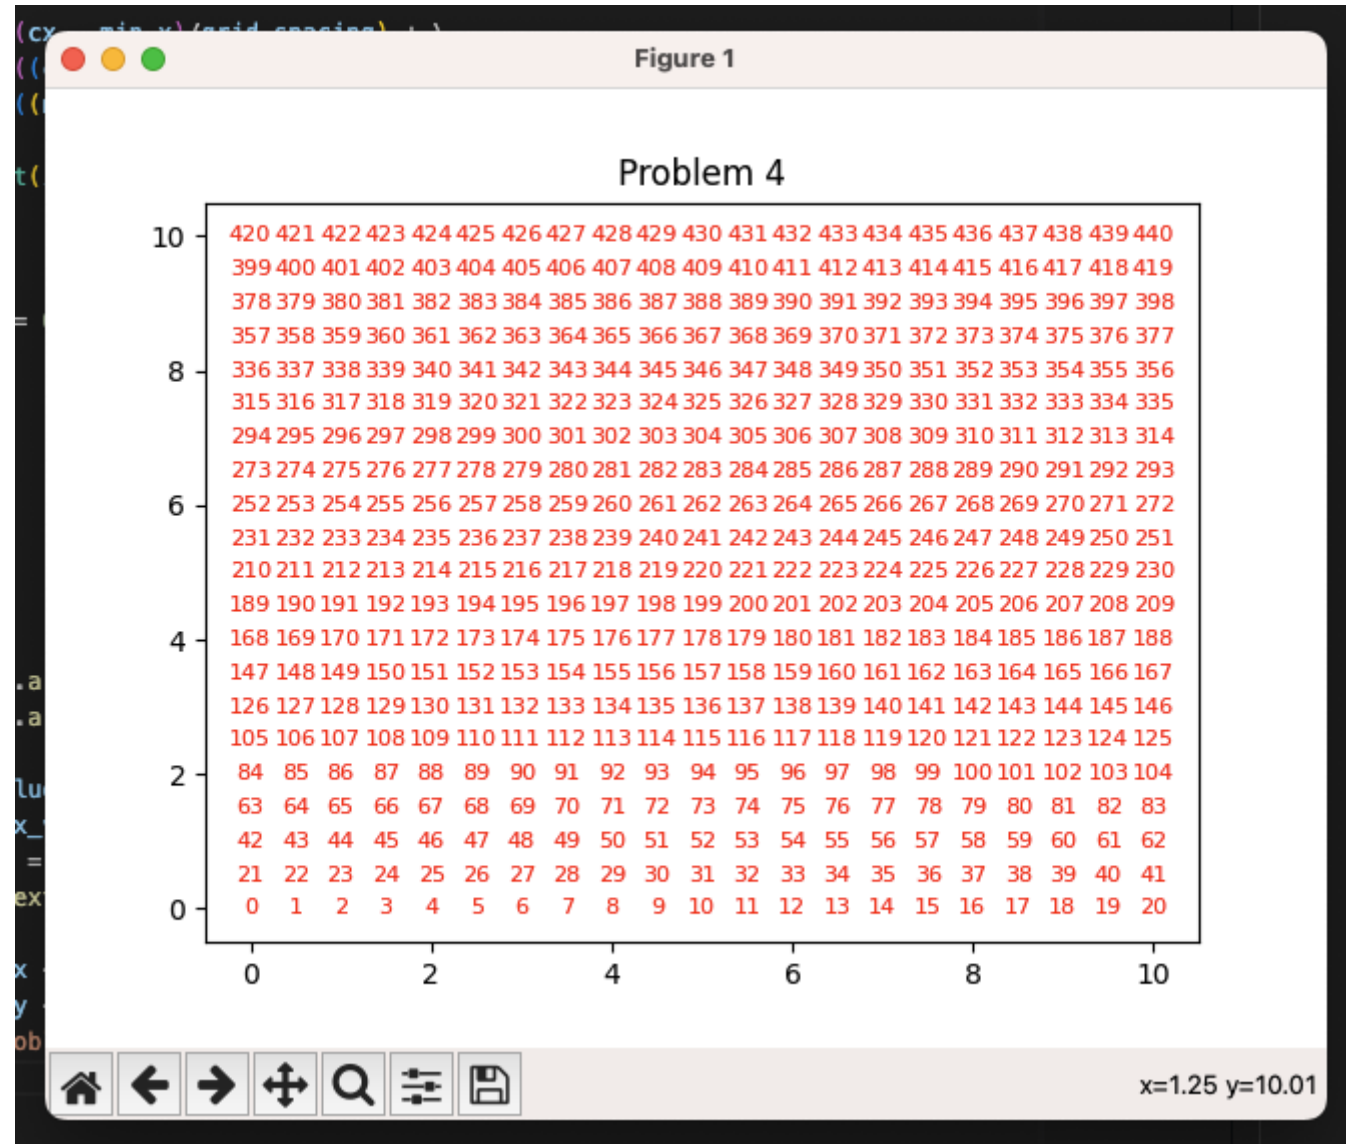 (cx - min_x)/(grid_spacing) + )
((
((
t(
Figure 1
Problem 4
10 420 421 422 423 424 425 426 427 428 429 430 431 432 433 434 435 436 437 438 439 440
399 400 401 402 403 404 405 406 407 408 409 410 411 412 413 414 415 416 417 418 419
378 379 380 381 382 383 384 385 386 387 388 389 390 391 392 393 394 395 396 397 398
=
357 358 359 360 361 362 363 364 365 366 367 368 369 370 371 372 373 374 375 376 377
8 336 337 338 339 340 341 342 343 344 345 346 347 348 349 350 351 352 353 354 355 356
315 316 317 318 319 320 321 322 323 324 325 326 327 328 329 330 331 332 333 334 335
294 295 296 297 298 299 300 301 302 303 304 305 306 307 308 309 310 311 312 313 314
273 274 275 276 277 278 279 280 281 282 283 284 285 286 287 288 289 290 291 292 293
6 252 253 254 255 256 257 258 259 260 261 262 263 264 265 266 267 268 269 270 271 272
231 232 233 234 235 236 237 238 239 240 241 242 243 244 245 246 247 248 249 250 251
210 211 212 213 214 215 216 217 218 219 220 221 222 223 224 225 226 227 228 229 230
189 190 191 192 193 194 195 196 197 198 199 200 201 202 203 204 205 206 207 208 209
4 168 169 170 171 172 173 174 175 176 177 178 179 180 181 182 183 184 185 186 187 188
147 148 149 150 151 152 153 154 155 156 157 158 159 160 161 162 163 164 165 166 167
.a
126 127 128 129 130 131 132 133 134 135 136 137 138 139 140 141 142 143 144 145 146
.a
105 106 107 108 109 110 111 112 113 114 115 116 117 118 119 120 121 122 123 124 125
2 84 85 86 87 88 89 90 91 92 93 94 95 96 97 98 99 100 101 102 103 104
lu
63 64 65 66 67 68 69 70 71 72 73 74 75 76 77 78 79 80 81 82 83
x_
42 43 44 45 46 47 48 49 50 51 52 53 54 55 56 57 58 59 60 61 62
=
21 22 23 24 25 26 27 28 29 30 31 32 33 34 35 36 37 38 39 40 41
ex
0 0 1 2 3 4 5 6 7 8 9 10 11 12 13 14 15 16 17 18 19 20
x
0 2 4 6 8 10
y
ob
x=1.25 y=10.01